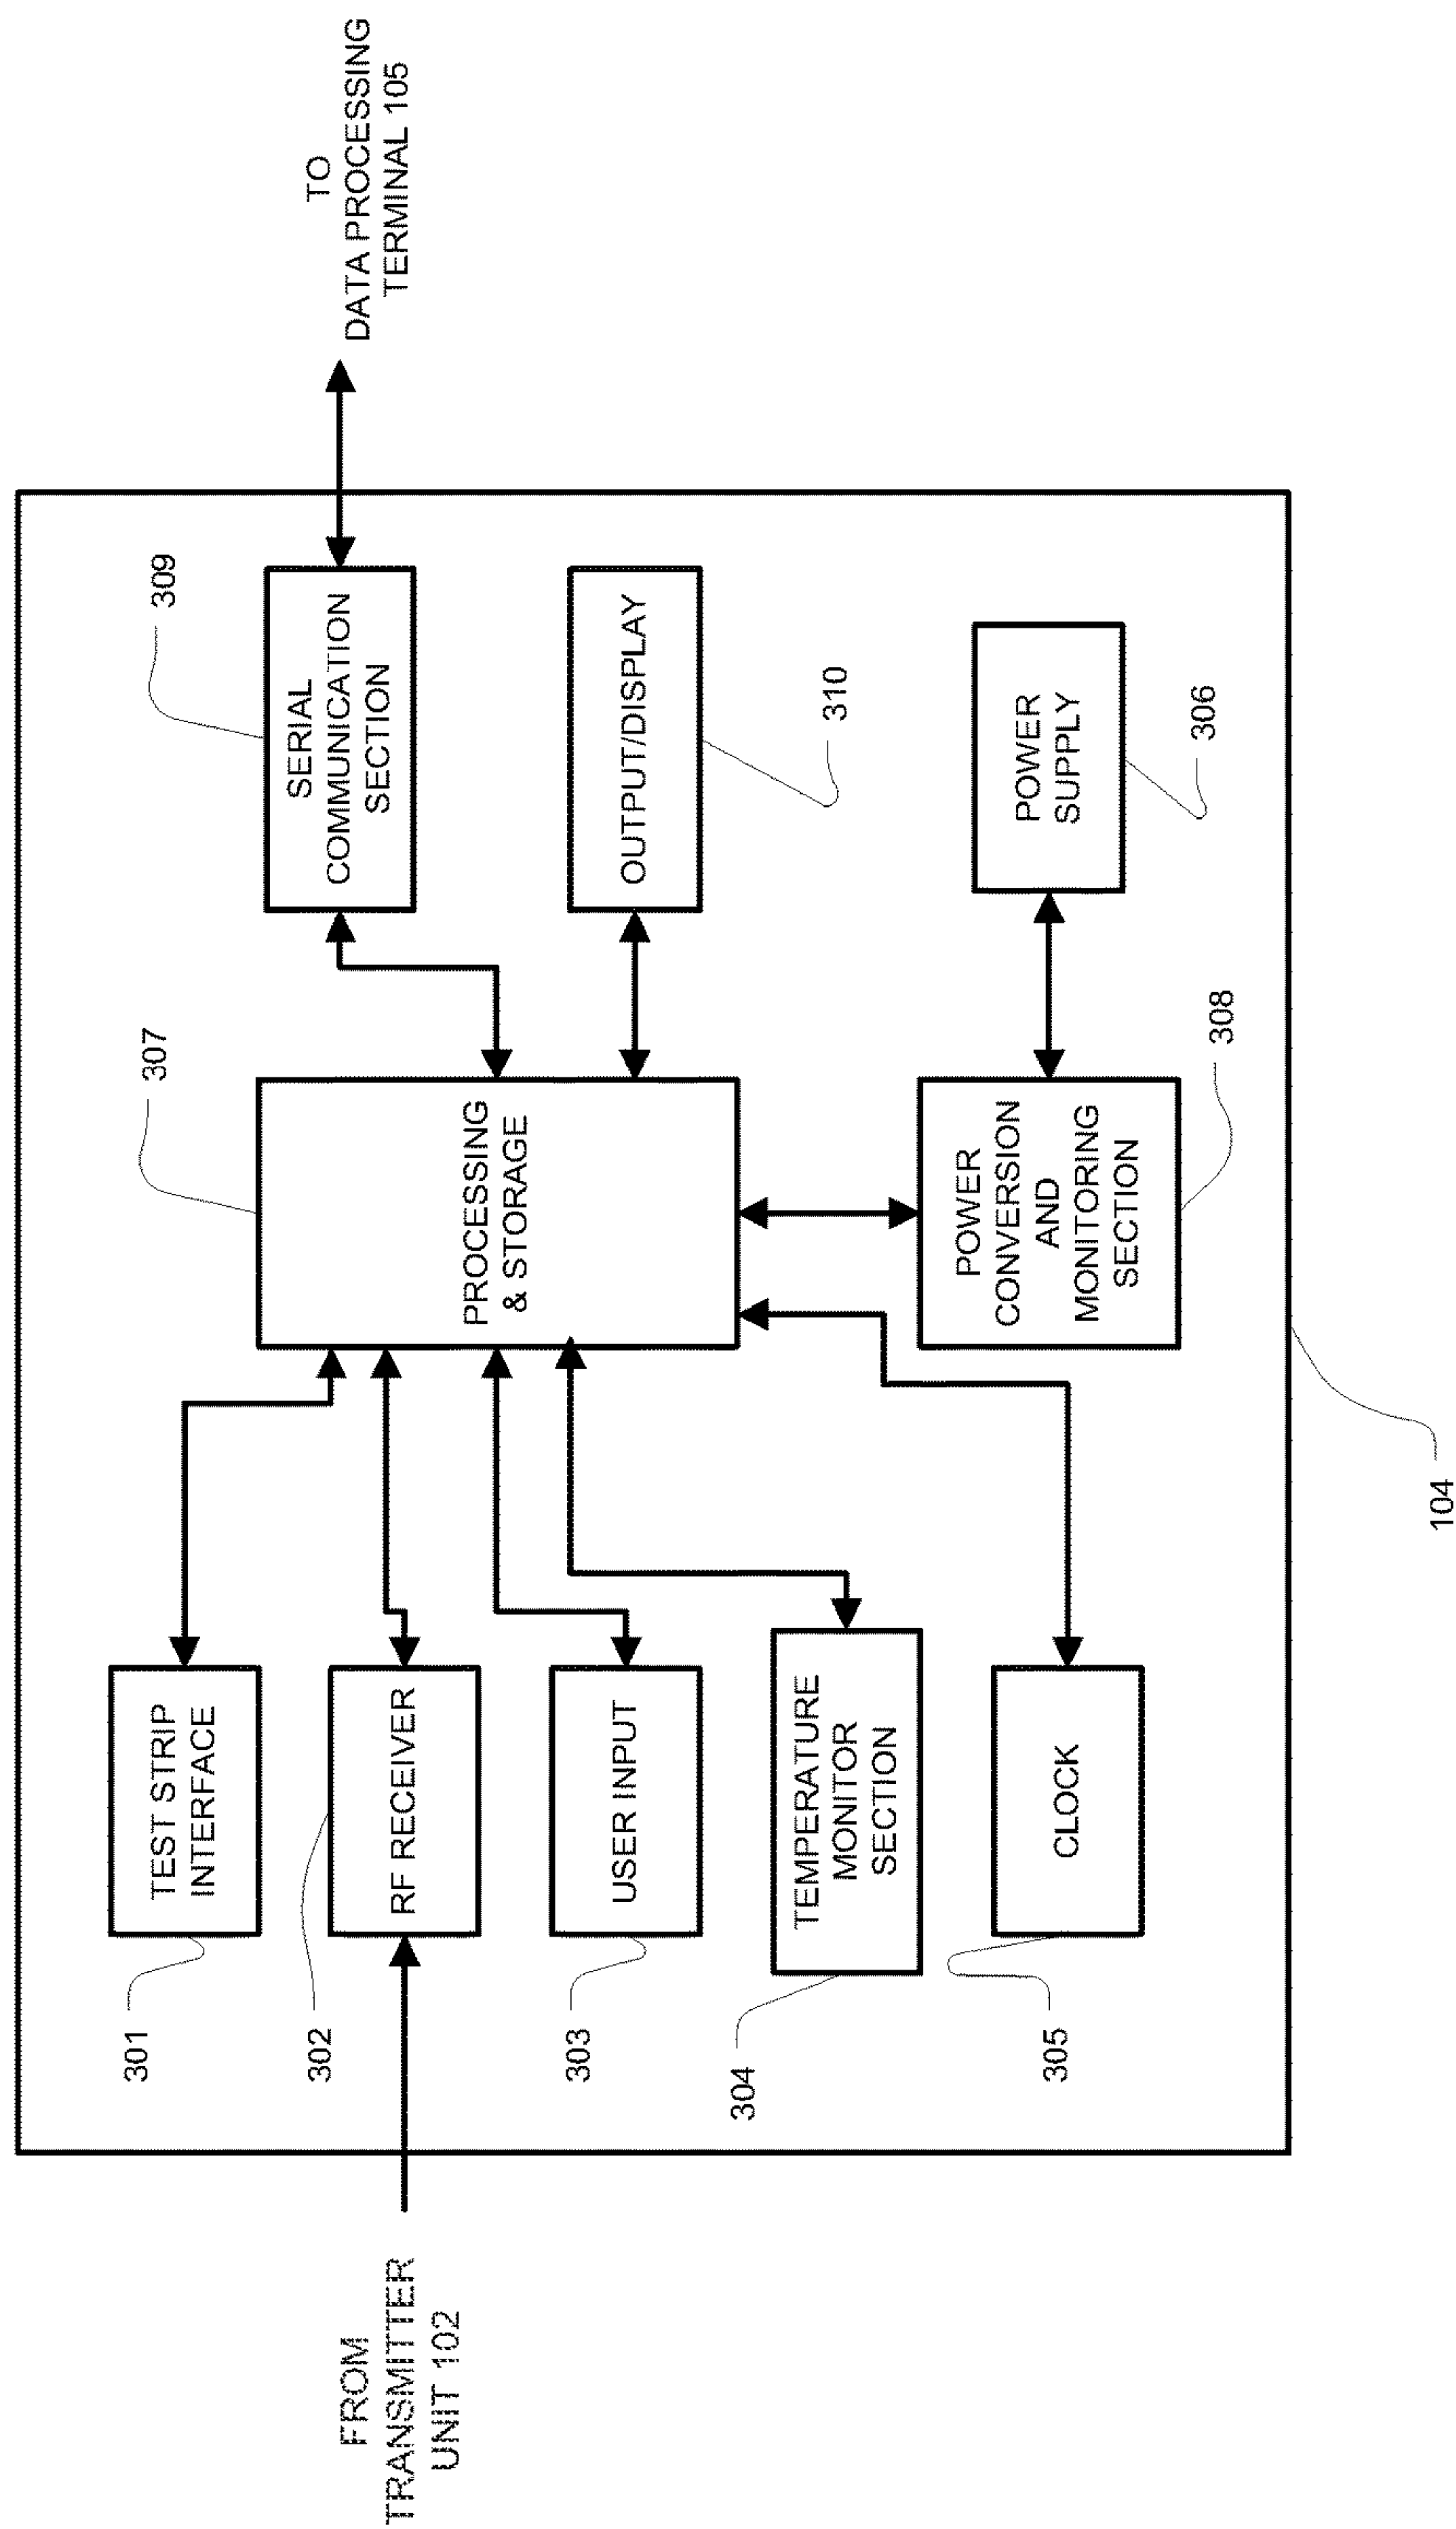 FROM
TRANSMITTER
UNIT 102
301
TEST STRIP
INTERFACE
302
RF RECEIVER
303
USER INPUT
304
TEMPERATURE
MONITOR
SECTION
305
CLOCK
307
PROCESSING
& STORAGE
308
POWER
CONVERSION
AND
MONITORING
SECTION
309
SERIAL
COMMUNICATION
SECTION
310
OUTPUT/DISPLAY
306
POWER
SUPPLY
TO
DATA PROCESSING
TERMINAL 105
104